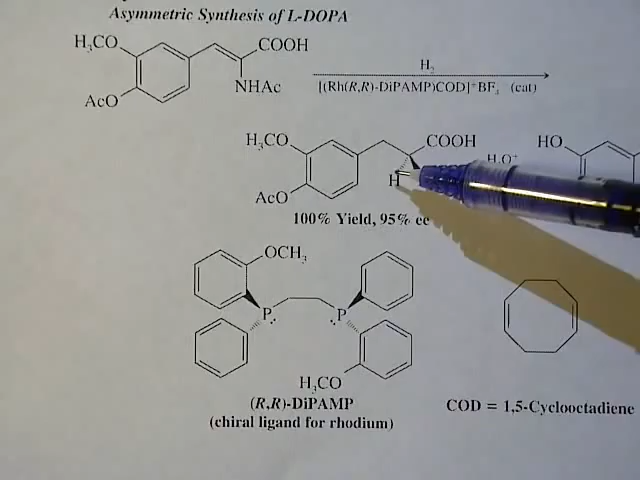 Asymmetric Synthesis of L-DOPA
H₃CO
COOH
NHAc
AcO
H₂
[(Rh(R,R)-DiPAMP)COD]⁺BF₄ (cat)
H₃CO
COOH
H
AcO
H₃O⁺
HO
100% Yield, 95% ee
OCH₃
P
P
H₃CO
(R,R)-DiPAMP
(chiral ligand for rhodium)
COD = 1,5-Cyclooctadiene